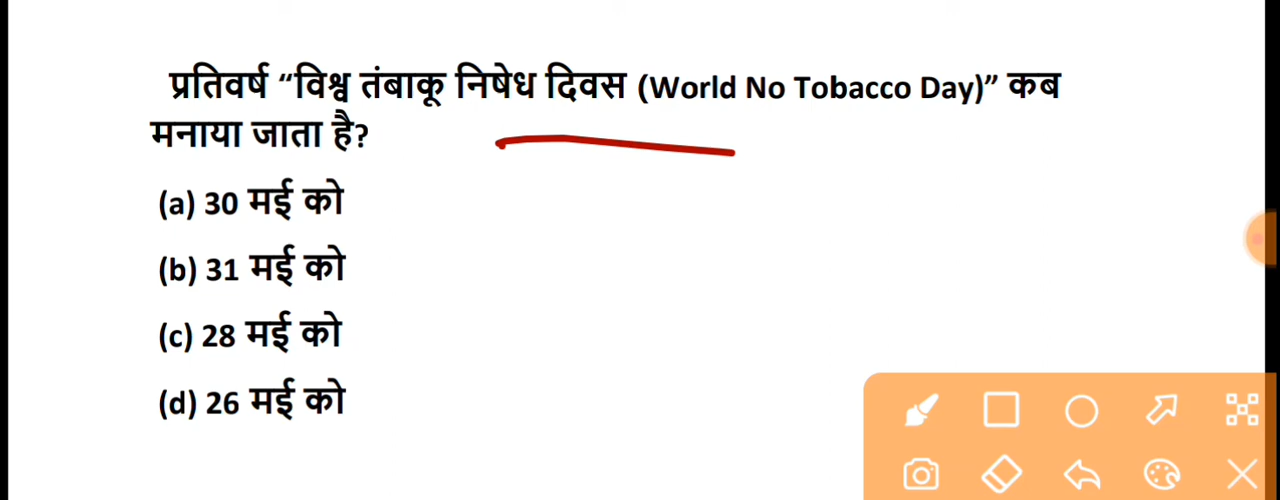 प्रतिवर्ष “विश्व तंबाकू निषेध दिवस (World No Tobacco Day)” कब
मनाया जाता है?
(a) 30 मई को
(b) 31 मई को
(c) 28 मई को
(d) 26 मई को